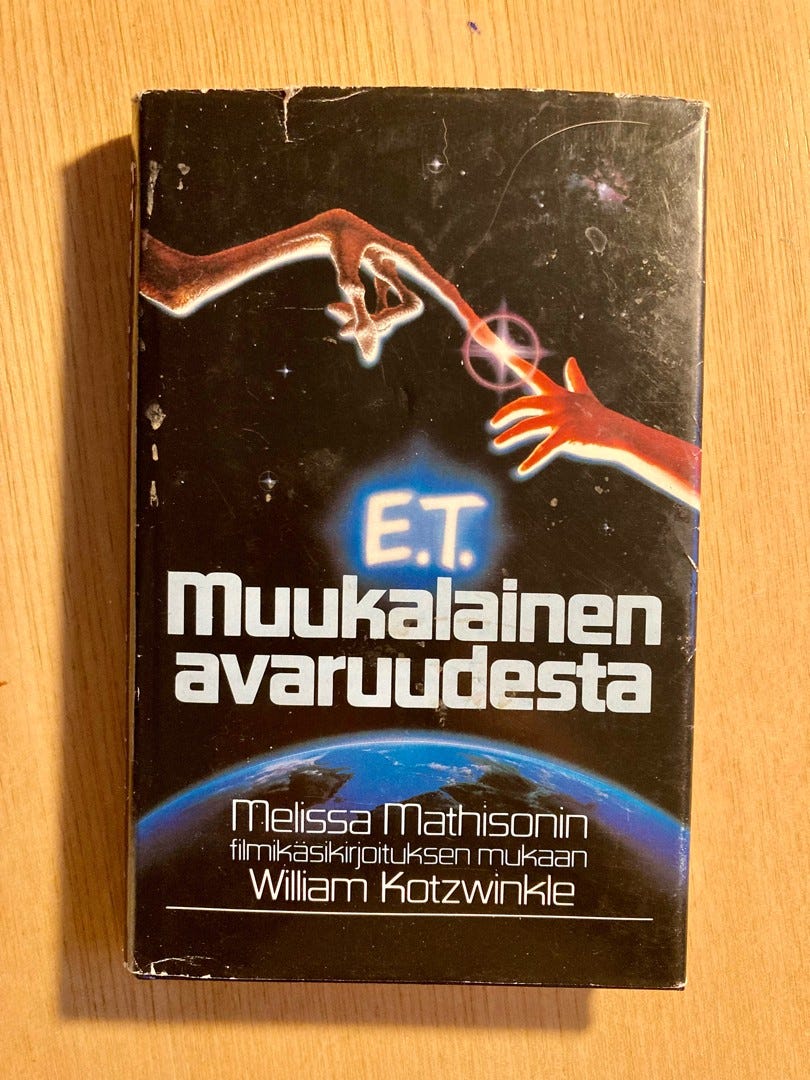 E.T.
Muukalainen
avaruudesta
Melissa Mathisonin
filmikäsikirjoituksen mukaan
William Kotzwinkle